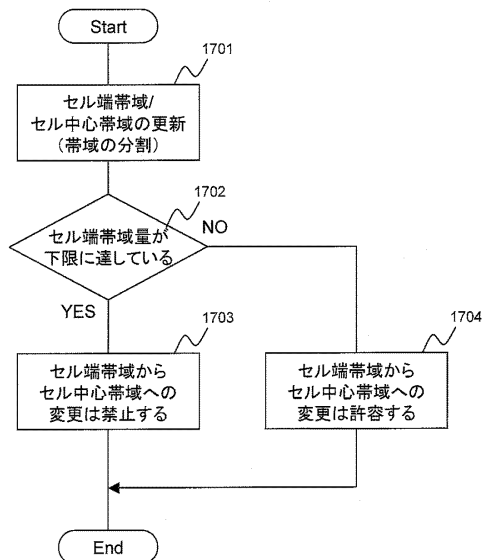 Start
1701
セル端帯域/
セル中心帯域の更新
(帯域の分割)
1702
セル端帯域量が
下限に達している
NO
YES
1703
セル端帯域から
セル中心帯域への
変更は禁止する
1704
セル端帯域から
セル中心帯域への
変更は許容する
End